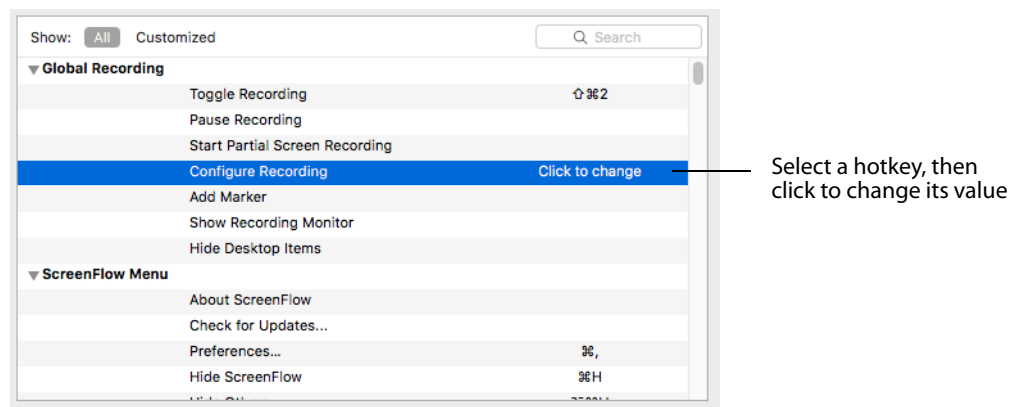 Show: All Customized Search
Global Recording
Toggle Recording ⇧⌘2
Pause Recording
Start Partial Screen Recording
Configure Recording Click to change
Select a hotkey, then
click to change its value
Add Marker
Show Recording Monitor
Hide Desktop Items
ScreenFlow Menu
About ScreenFlow
Check for Updates...
Preferences... ⌘,
Hide ScreenFlow ⌘H